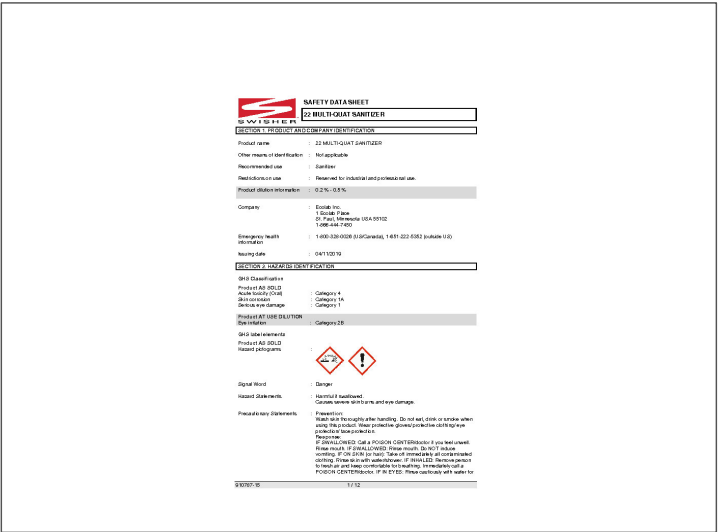 SWISHER
SAFETY DATA SHEET
22 MULTI-QUAT SANITIZER
SECTION 1. PRODUCT AND COMPANY IDENTIFICATION
Product name : 22 MULTI-QUAT SANITIZER
Other means of identification : Not applicable
Recommended use : Sanitizer
Restrictions on use : Reserved for industrial and professional use.
Product dilution information : 0.2 % - 0.5 %
Company : Ecolab Inc.
1 Ecolab Place
St. Paul, Minnesota USA 55102
1-866-444-7450
Emergency health : 1-800-328-0026 (US/Canada), 1-651-222-5352 (outside US)
information
Issuing date : 04/11/2019
SECTION 2. HAZARDS IDENTIFICATION
GHS Classification
Product AS SOLD
Acute toxicity (Oral) : Category 4
Skin corrosion : Category 1A
Serious eye damage : Category 1
Product AT USE DILUTION
Eye irritation : Category 2B
GHS label elements
Product AS SOLD
Hazard pictograms :
Signal Word : Danger
Hazard Statements : Harmful if swallowed.
Causes severe skin burns and eye damage.
Precautionary Statements : Prevention:
Wash skin thoroughly after handling. Do not eat, drink or smoke when
using this product. Wear protective gloves/ protective clothing/ eye
protection/ face protection.
Response:
IF SWALLOWED: Call a POISON CENTER/doctor if you feel unwell.
Rinse mouth. IF SWALLOWED: Rinse mouth. Do NOT induce
vomiting. IF ON SKIN (or hair): Take off immediately all contaminated
clothing. Rinse skin with water/shower. IF INHALED: Remove person
to fresh air and keep comfortable for breathing. Immediately call a
POISON CENTER/doctor. IF IN EYES: Rinse cautiously with water for
910787-15 1 / 12